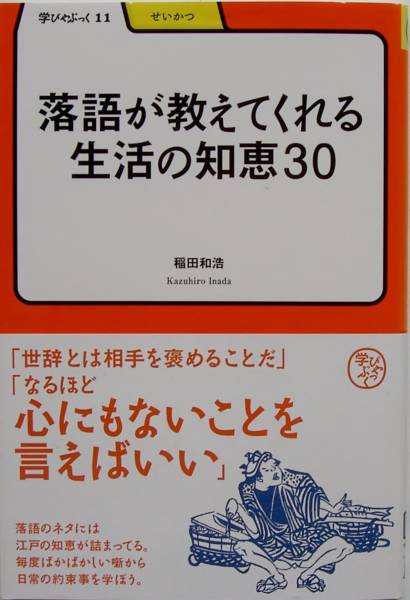 学びやぶっく 11
せいかつ
落語が教えてくれる
生活の知恵30
稲田和浩
Kazuhiro Inada
「世辞とは相手を褒めることだ」
「なるほど
心にもないことを
言えばいい」
学びやぶっく
落語のネタには
江戸の知恵が詰まってる。
毎度ばかばかしい噺から
日常の約束事を学ぼう。